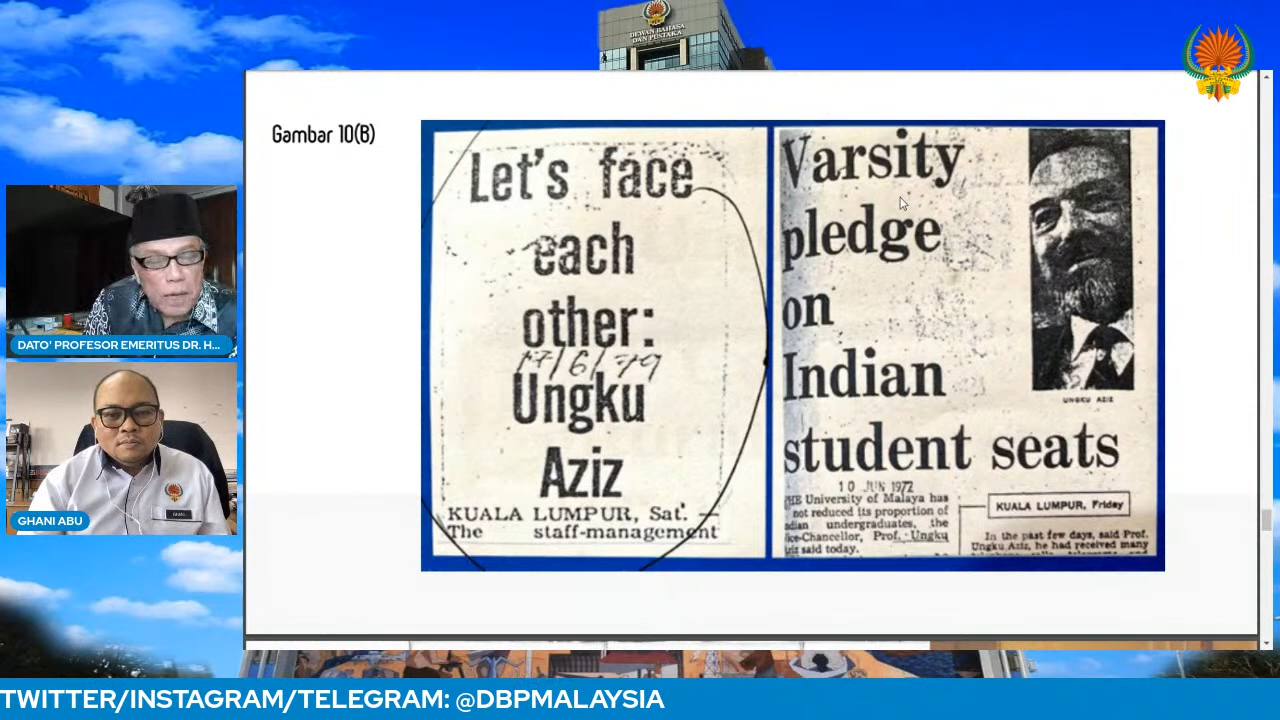 DEWAN BAHASA
DAN PUSTAKA
Gambar 10(B)
Let's face
each
other:
17/6/79
Ungku
Aziz
KUALA LUMPUR, Sat. —
The staff-management
Varsity
pledge
on
Indian
student seats
UNGKU AZIZ
10 JUN 1972
THE University of Malaya has
not reduced its proportion of
Indian undergraduates, the
Vice-Chancellor, Prof. Ungku
Aziz said today.
KUALA LUMPUR, Friday
In the past few days, said Prof.
Ungku Aziz, he had received many
DATO' PROFESOR EMERITUS DR. H...
GHANI ABU
TWITTER/INSTAGRAM/TELEGRAM: @DBPMALAYSIA